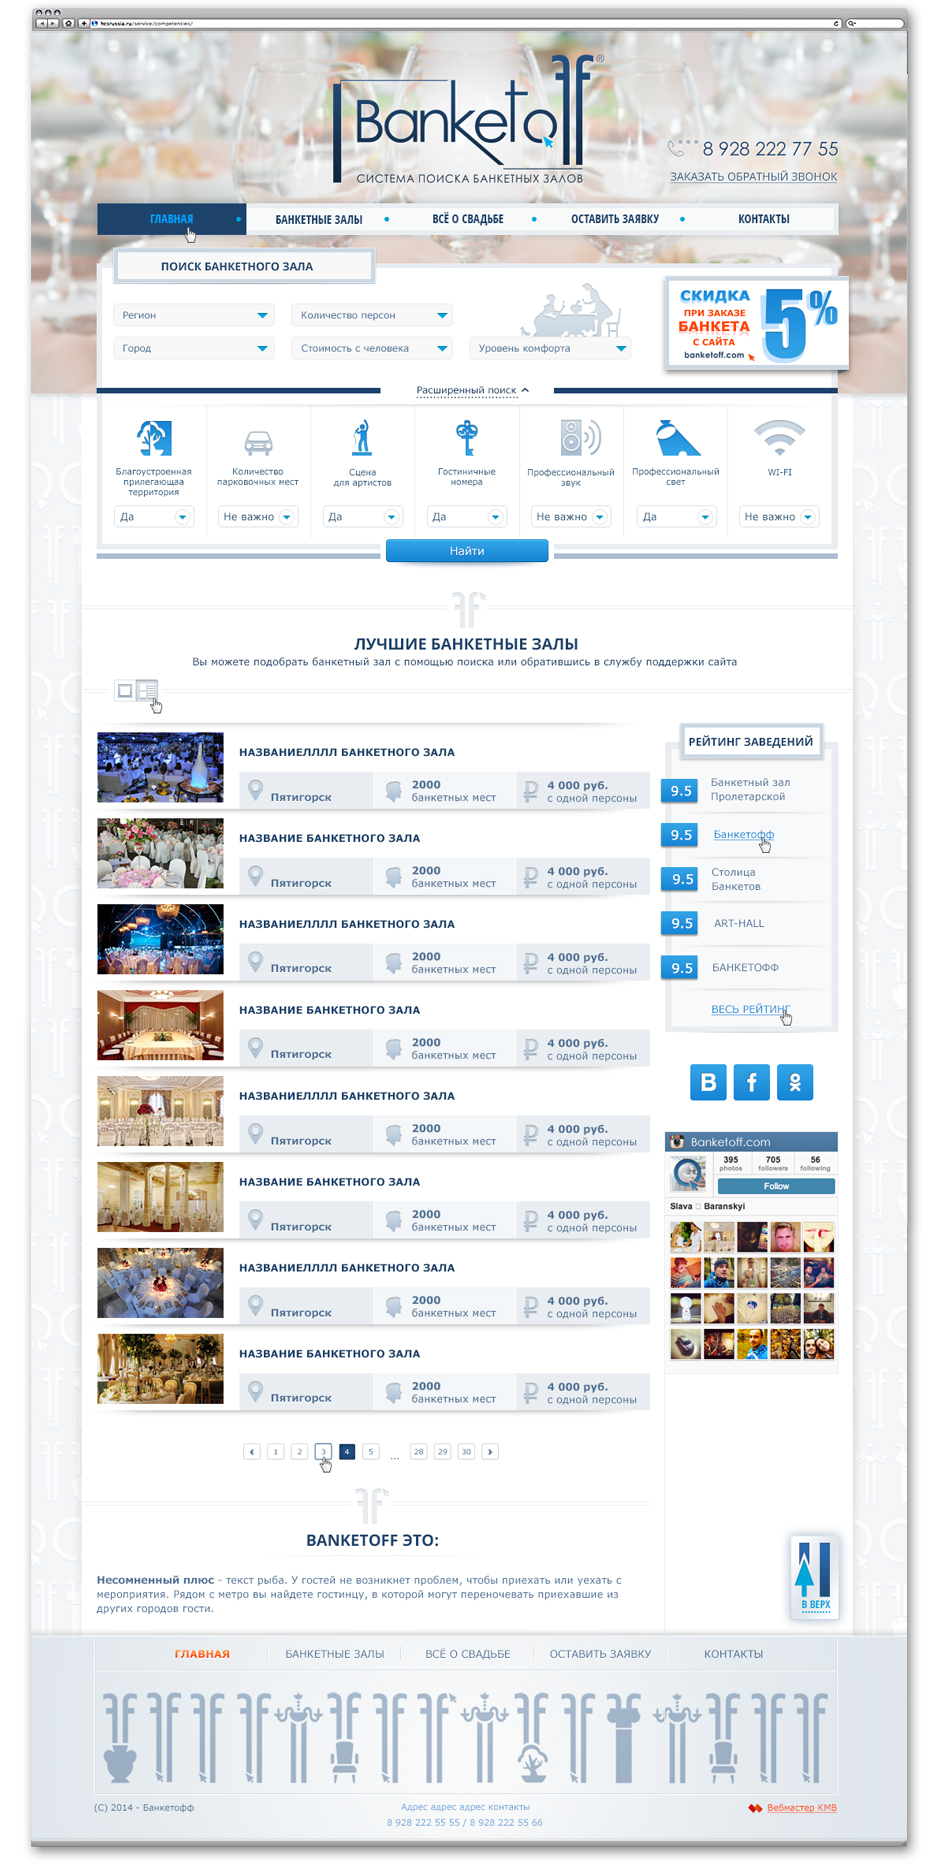 hcsrussia.ru/service/competencies/
Banketoff®
СИСТЕМА ПОИСКА БАНКЕТНЫХ ЗАЛОВ
8 928 222 77 55
ЗАКАЗАТЬ ОБРАТНЫЙ ЗВОНОК
ГЛАВНАЯ БАНКЕТНЫЕ ЗАЛЫ ВСЁ О СВАДЬБЕ ОСТАВИТЬ ЗАЯВКУ КОНТАКТЫ
ПОИСК БАНКЕТНОГО ЗАЛА
Регион Количество персон
Город Стоимость с человека Уровень комфорта
СКИДКА
ПРИ ЗАКАЗЕ
БАНКЕТА
С САЙТА
banketoff.com
5%
Расширенный поиск
Благоустроенная
прилегающаа
территория
Количество
парковочных мест
Сцена
для артистов
Гостиничные
номера
Профессиональный
звук
Профессиональный
свет
WI-FI
Да Не важно Да Да Не важно Да Не важно
Найти
ЛУЧШИЕ БАНКЕТНЫЕ ЗАЛЫ
Вы можете подобрать банкетный зал с помощью поиска или обратившись в службу поддержки сайта
НАЗВАНИЕЛЛЛЛ БАНКЕТНОГО ЗАЛА
Пятигорск
2000
банкетных мест
4 000 руб.
с одной персоны
НАЗВАНИЕ БАНКЕТНОГО ЗАЛА
Пятигорск
2000
банкетных мест
4 000 руб.
с одной персоны
НАЗВАНИЕЛЛЛЛ БАНКЕТНОГО ЗАЛА
Пятигорск
2000
банкетных мест
4 000 руб.
с одной персоны
НАЗВАНИЕ БАНКЕТНОГО ЗАЛА
Пятигорск
2000
банкетных мест
4 000 руб.
с одной персоны
НАЗВАНИЕЛЛЛЛ БАНКЕТНОГО ЗАЛА
Пятигорск
2000
банкетных мест
4 000 руб.
с одной персоны
НАЗВАНИЕ БАНКЕТНОГО ЗАЛА
Пятигорск
2000
банкетных мест
4 000 руб.
с одной персоны
НАЗВАНИЕЛЛЛЛ БАНКЕТНОГО ЗАЛА
Пятигорск
2000
банкетных мест
4 000 руб.
с одной персоны
НАЗВАНИЕ БАНКЕТНОГО ЗАЛА
Пятигорск
2000
банкетных мест
4 000 руб.
с одной персоны
1 2 3 4 5 ... 28 29 30
РЕЙТИНГ ЗАВЕДЕНИЙ
9.5 Банкетный зал
Пролетарской
9.5 Банкетофф
9.5 Столица
Банкетов
9.5 ART-HALL
9.5 БАНКЕТОФФ
ВЕСЬ РЕЙТИНГ
Banketoff.com
395 705 56
photos followers following
Follow
Slava □ Baranskyi
BANKETOFF ЭТО:
Несомненный плюс - текст рыба. У гостей не возникнет проблем, чтобы приехать или уехать с
мероприятия. Рядом с метро вы найдете гостинцу, в которой могут переночевать приехавшие из
других городов гости.
В ВЕРХ
ГЛАВНАЯ БАНКЕТНЫЕ ЗАЛЫ ВСЁ О СВАДЬБЕ ОСТАВИТЬ ЗАЯВКУ КОНТАКТЫ
(C) 2014 - Банкетофф
Адрес адрес адрес контакты
8 928 222 55 55 / 8 928 222 55 66
Вебмастер КМВ